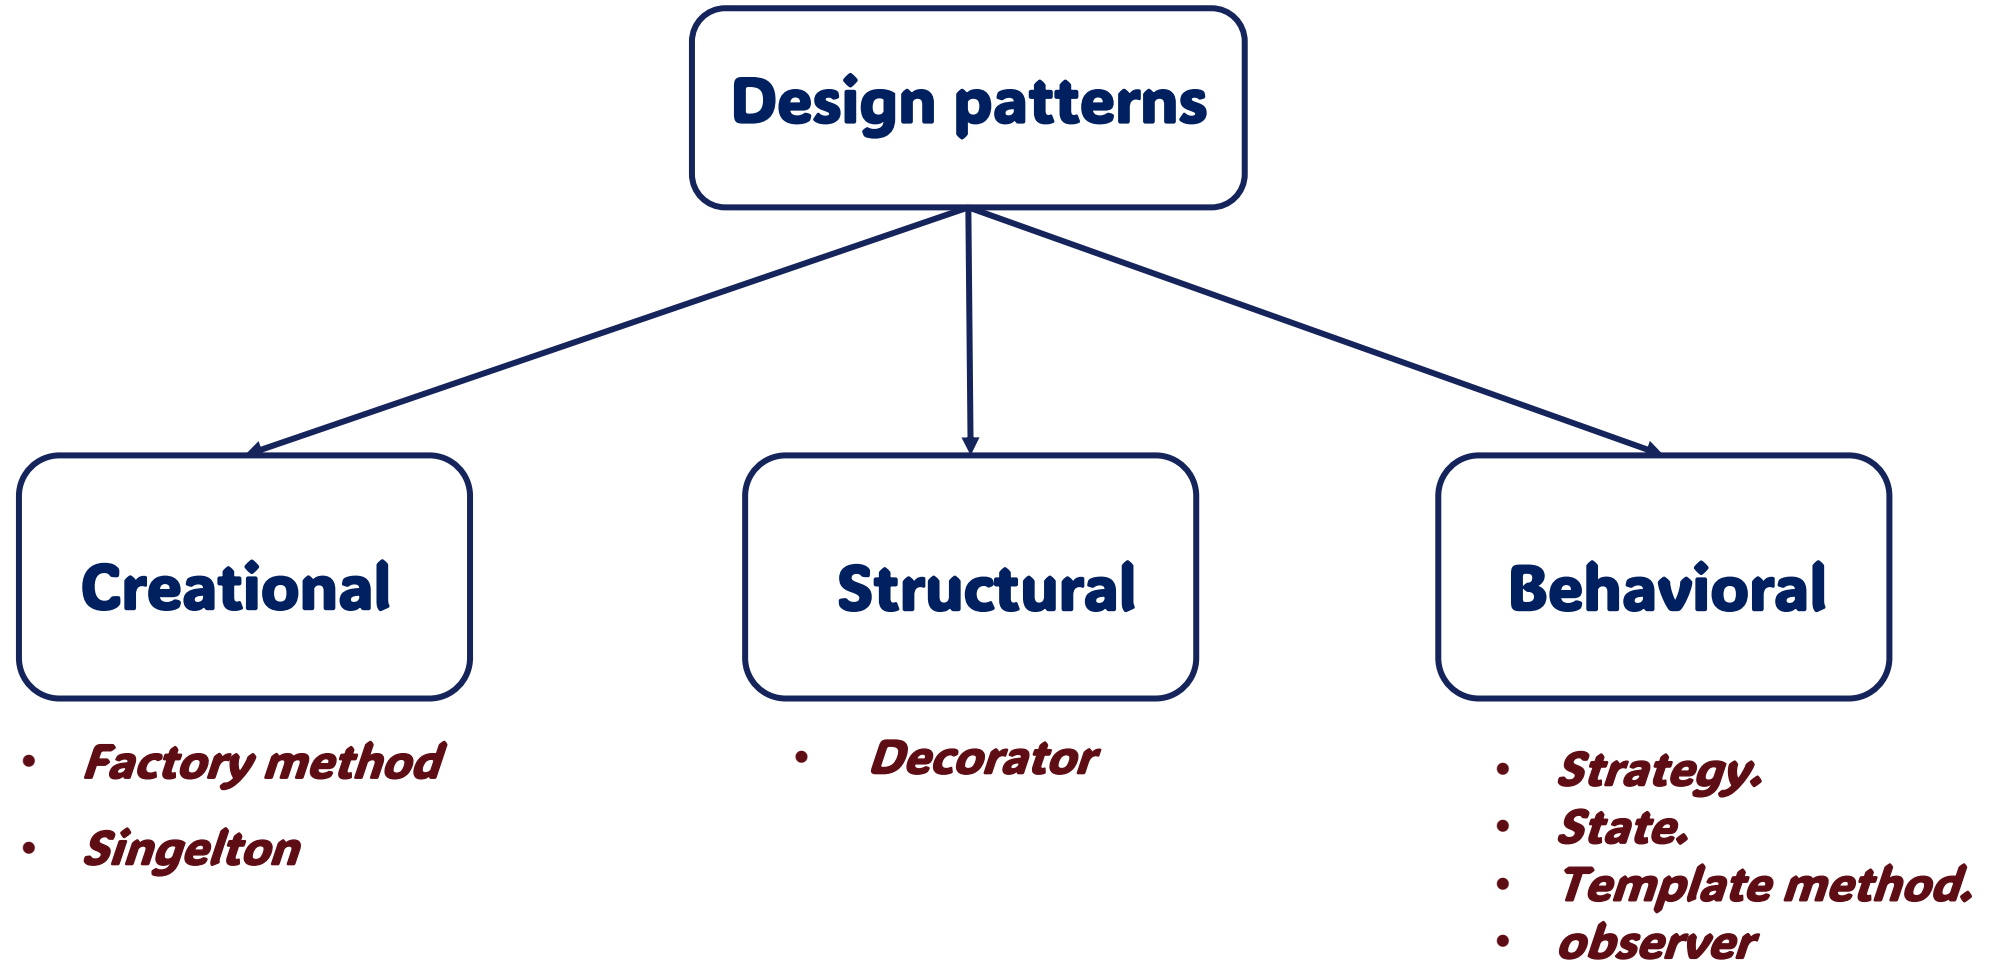 Design patterns
Creational
Structural
Behavioral
• Factory method
• Singelton
• Decorator
• Strategy.
• State.
• Template method.
• observer